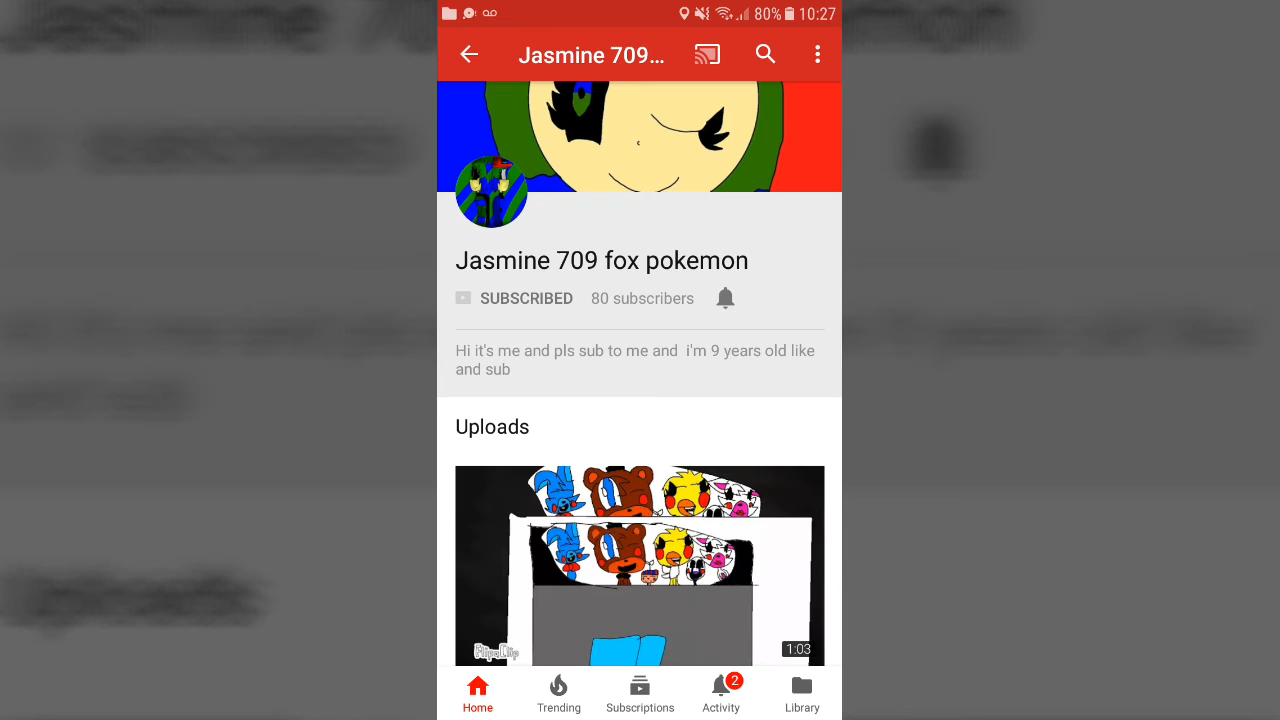 80% 10:27
Jasmine 709...
Jasmine 709 fox pokemon
SUBSCRIBED 80 subscribers
Hi it's me and pls sub to me and  i'm 9 years old like
and sub
Uploads
FlipaClip
1:03
2
Home Trending Subscriptions Activity Library